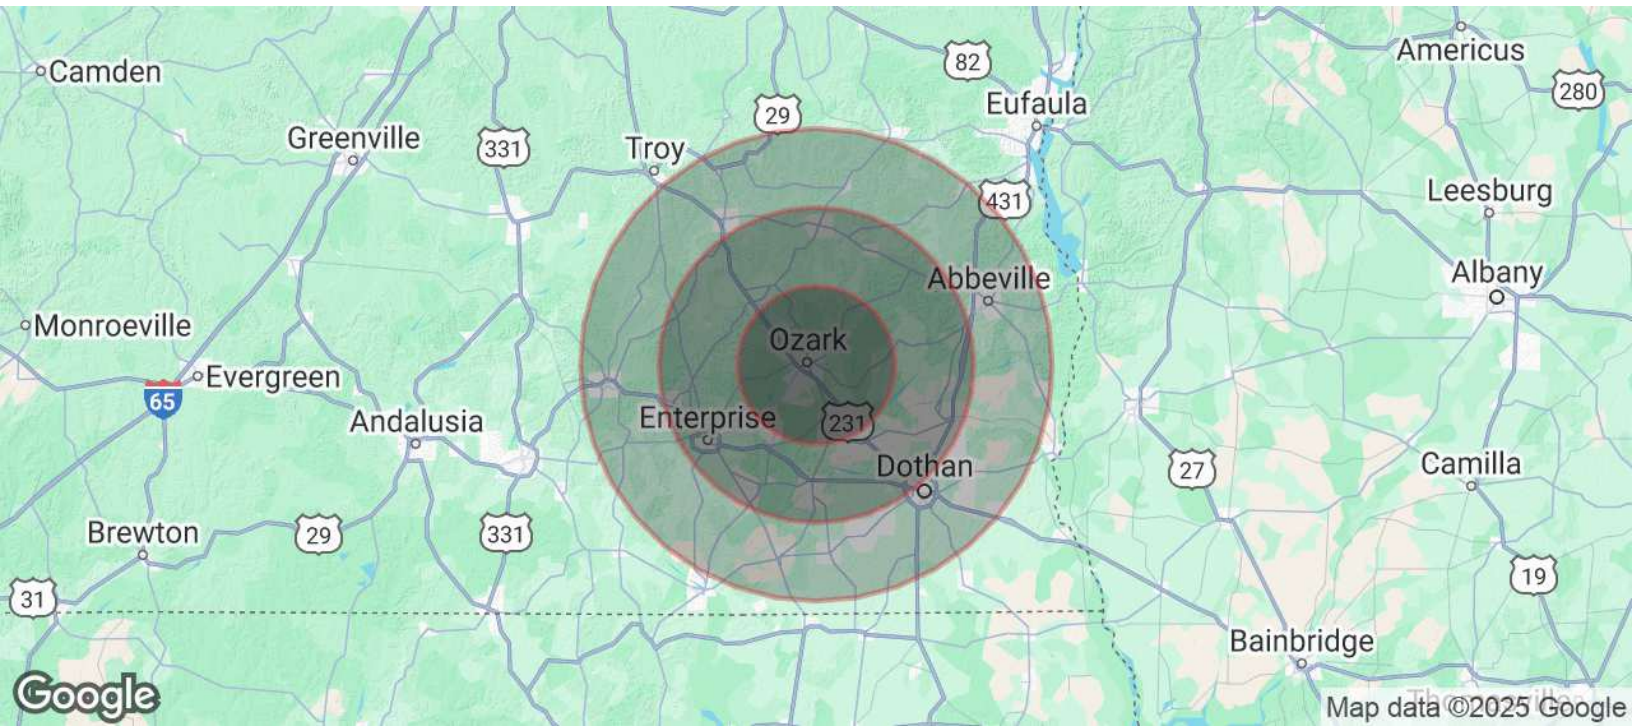 Camden
Greenville
331
Troy
29
82
Eufaula
Americus
280
431
Leesburg
Abbeville
Albany
Monroeville
Evergreen
65
Ozark
Andalusia
Enterprise
231
Dothan
27
Camilla
Brewton
29
331
31
19
Bainbridge
Thomasville
Google
Map data ©2025 Google